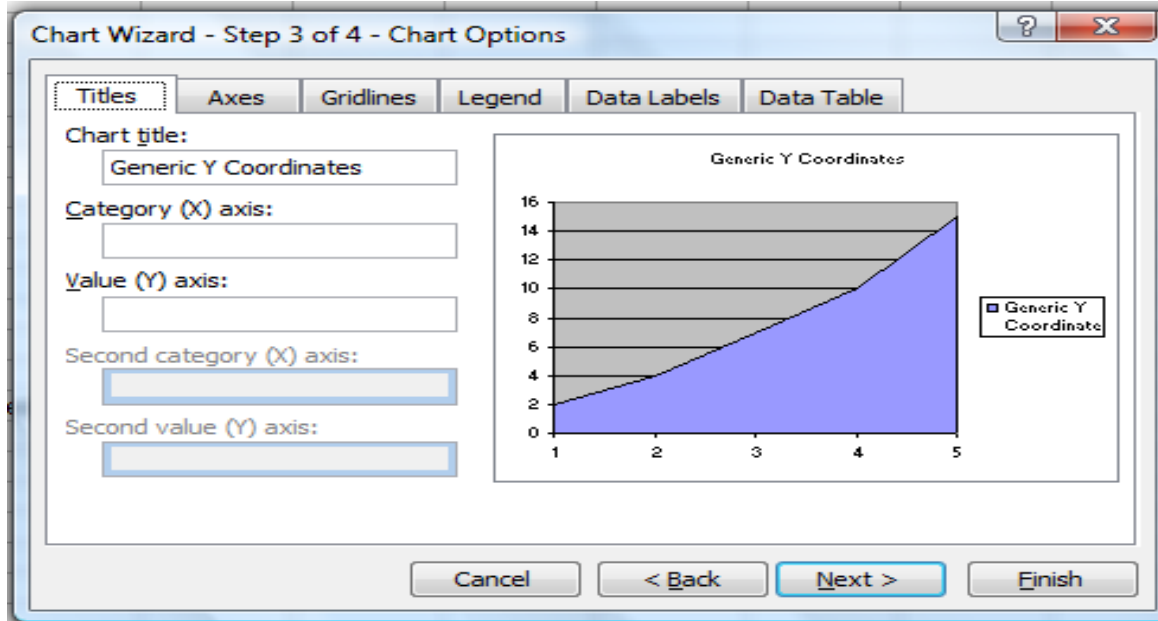 Chart Wizard - Step 3 of 4 - Chart Options
?
X
Titles Axes Gridlines Legend Data Labels Data Table
Chart title:
Generic Y Coordinates
Category (X) axis:
Value (Y) axis:
Second category (X) axis:
Second value (Y) axis:
Generic Y Coordinates
16
14
12
10
8
6
4
2
0
1 2 3 4 5
Generic Y
Coordinate
Cancel < Back Next > Finish